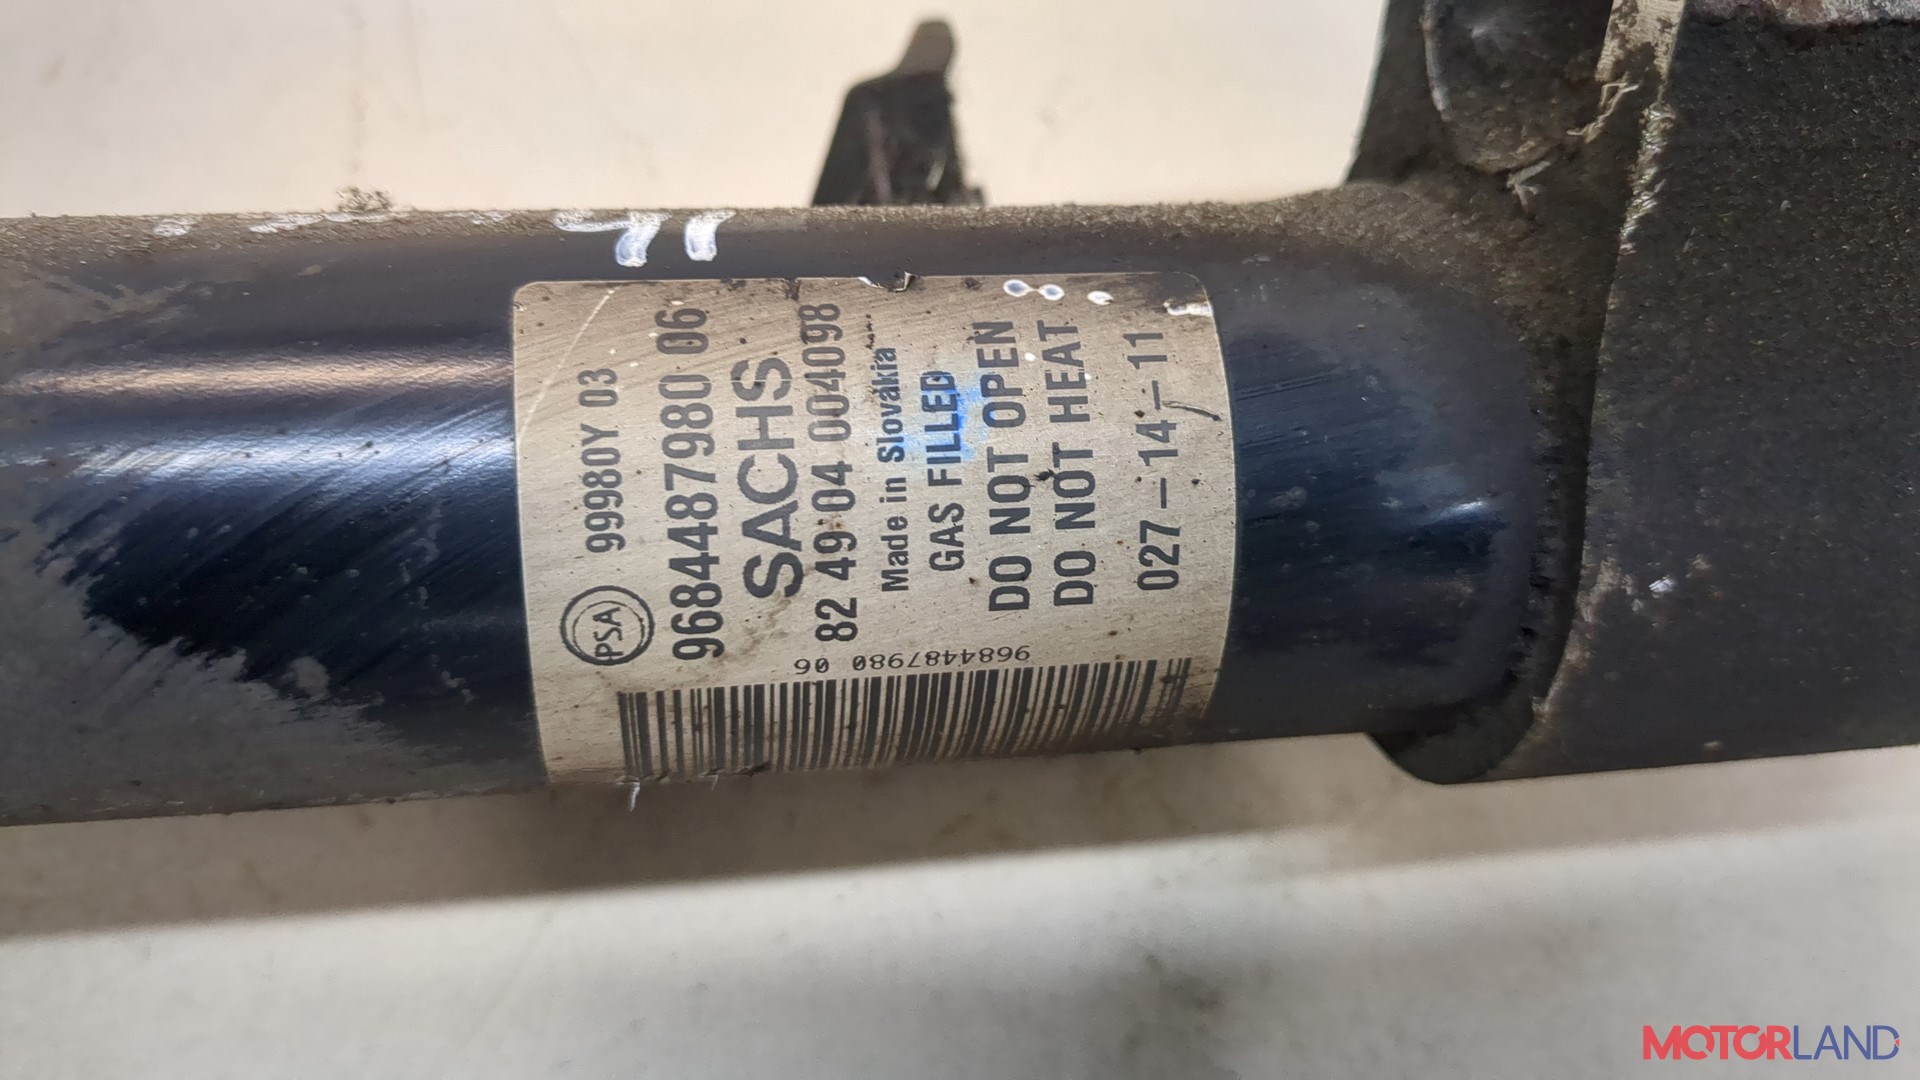 PSA 99980Y 03
9684487980 06
SACHS
82 49 04 004098
Made in Slovakia
GAS FILLED
DO NOT OPEN
DO NOT HEAT
027-14-11
9684487980 06
MOTORLAND